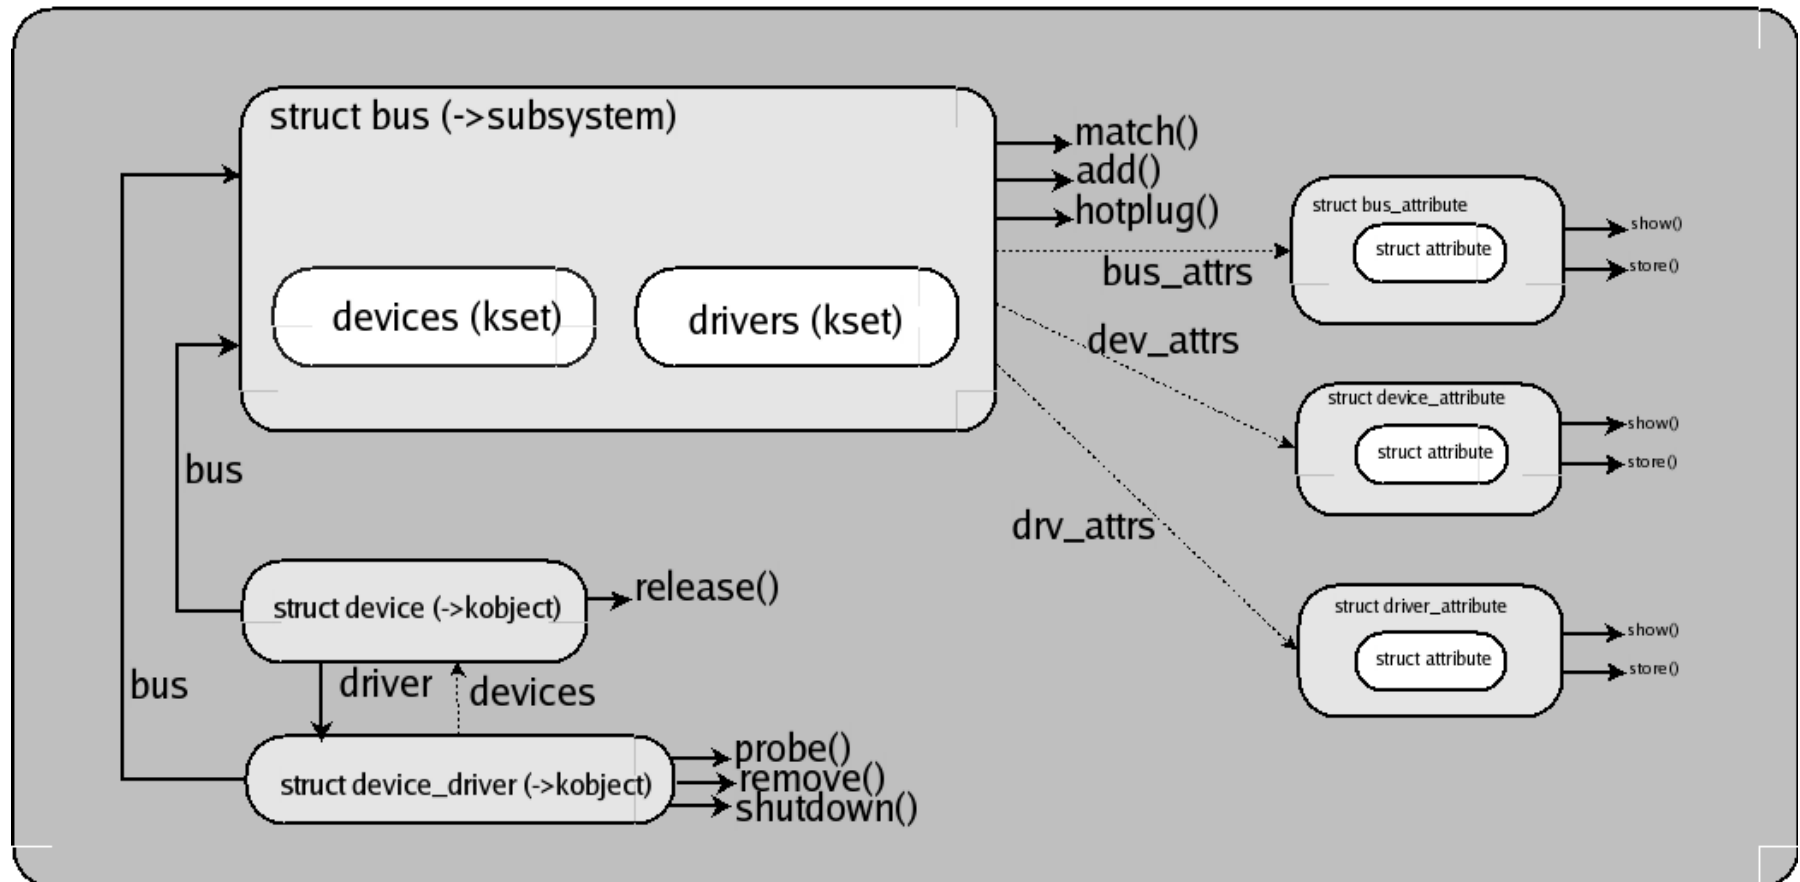 struct bus (->subsystem)
match()
add()
hotplug()
struct bus_attribute
show()
struct attribute
store()
bus_attrs
devices (kset)
drivers (kset)
dev_attrs
struct device_attribute
show()
struct attribute
store()
bus
drv_attrs
struct device (->kobject)
release()
struct driver_attribute
show()
struct attribute
store()
bus
driver
devices
struct device_driver (->kobject)
probe()
remove()
shutdown()